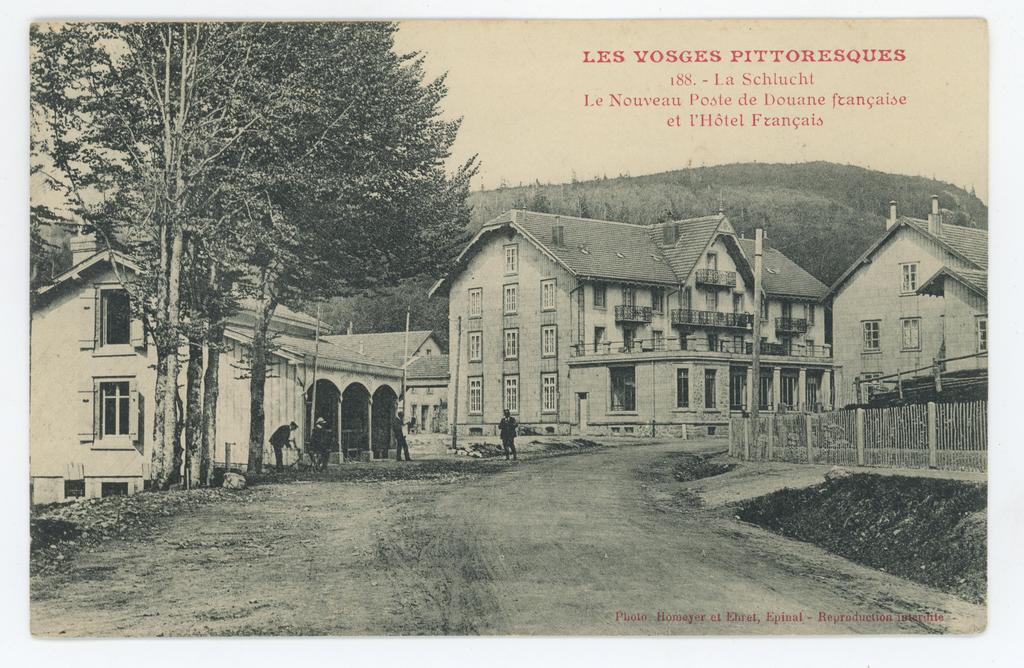 LES VOSGES PITTORESQUES
188. - La Schlucht
Le Nouveau Poste de Douane française
et l'Hôtel Français
Photo Homeyer et Ehret, Epinal - Reproduction interdite